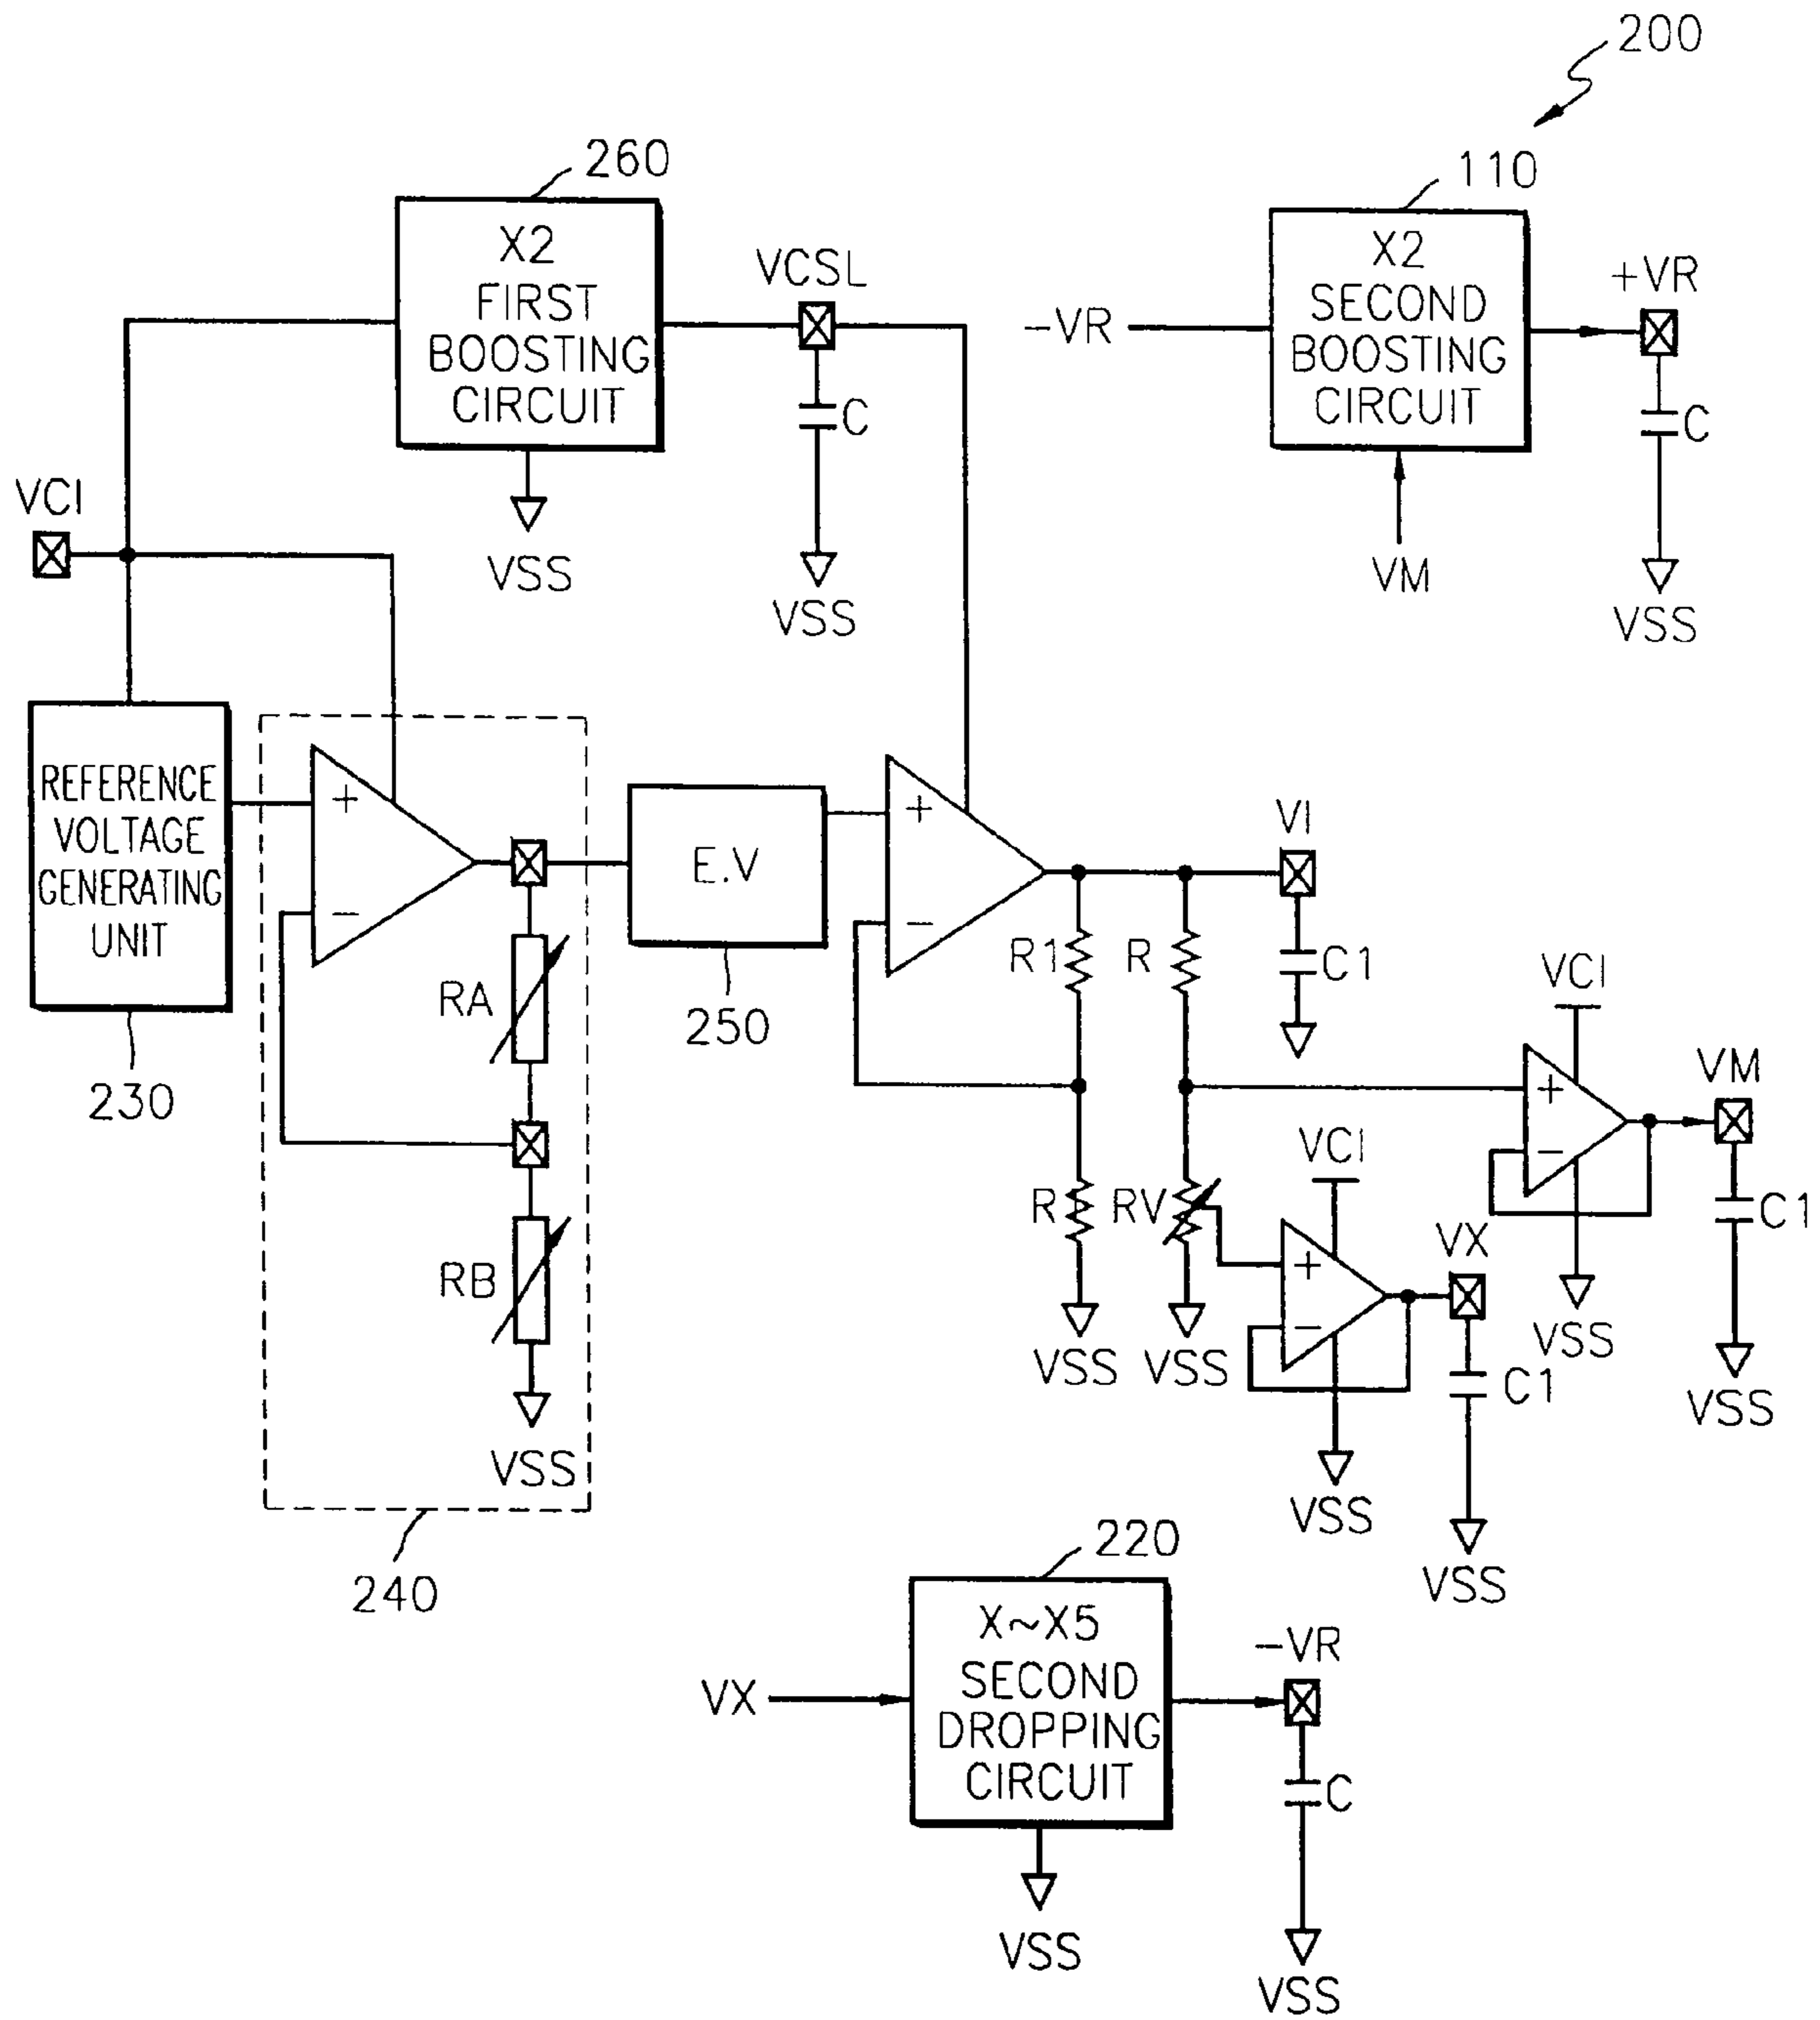 200
260
110
X2
FIRST
BOOSTING
CIRCUIT
VCSL
C
VSS
VSS
-VR
X2
SECOND
BOOSTING
CIRCUIT
+VR
C
VM
VSS
VCI
REFERENCE
VOLTAGE
GENERATING
UNIT
230
+
-
RA
RB
VSS
240
E.V
250
+
-
R1
R
VI
C1
R
RV
VSS
VSS
VCI
+
-
VM
C1
VSS
VSS
VCI
+
-
VX
C1
VSS
VSS
220
VX
X~X5
SECOND
DROPPING
CIRCUIT
-VR
C
VSS
VSS